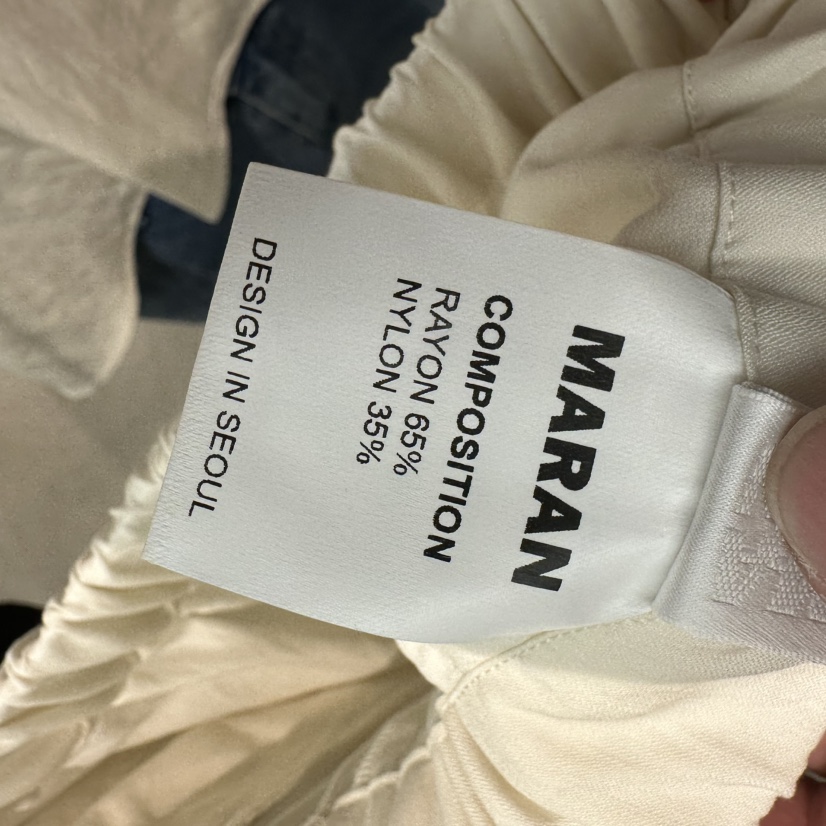 MARAN
COMPOSITION
RAYON 65%
NYLON 35%
DESIGN IN SEOUL